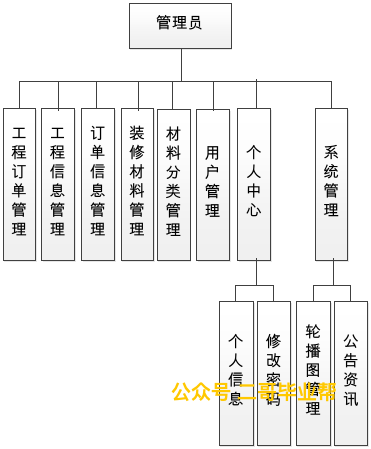 管理员
工程订单管理
工程信息管理
订单信息管理
装修材料管理
材料分类管理
用户管理
个人中心
系统管理
个人信息
修改密码
轮播图管理
公告资讯
公众号:二哥毕业帮